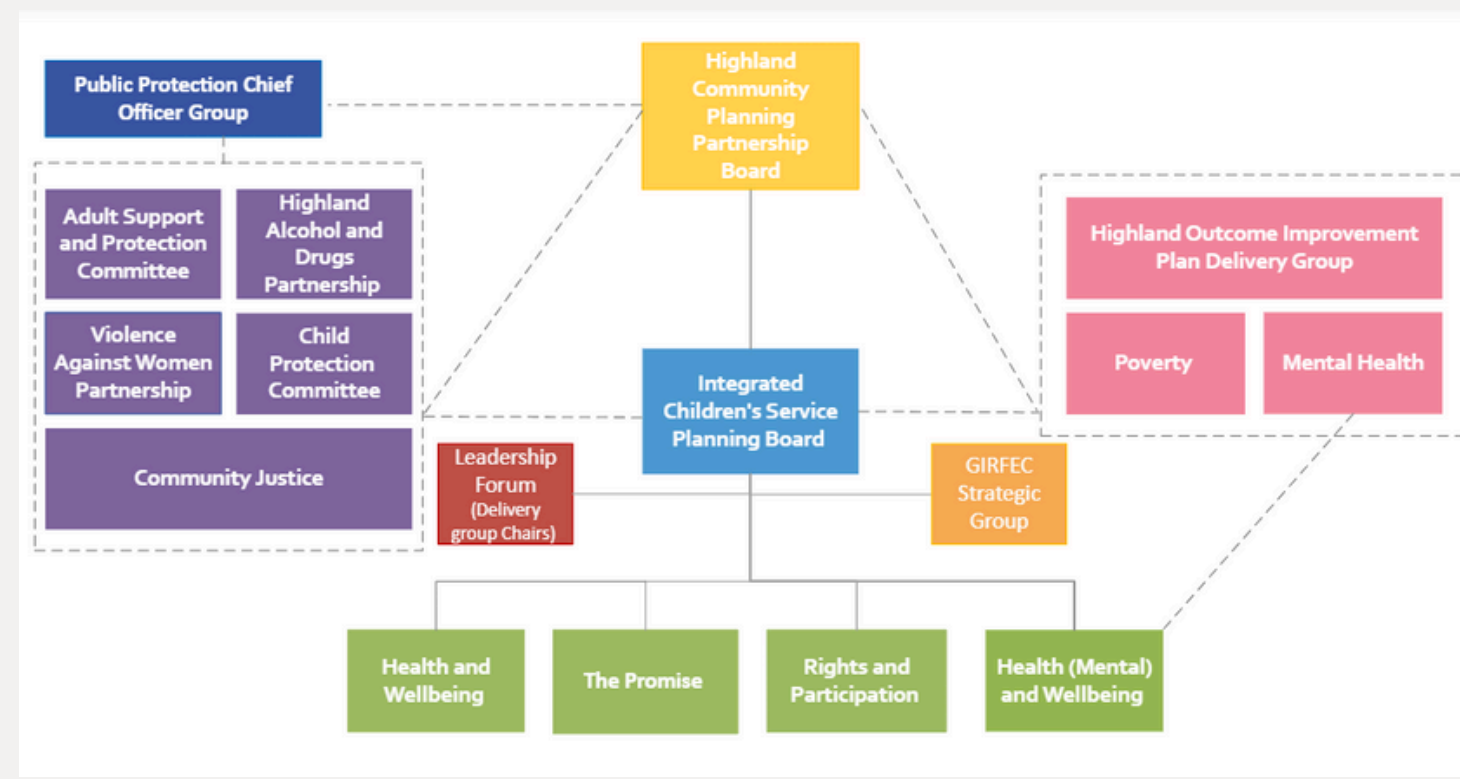 Public Protection Chief
Officer Group
Highland
Community
Planning
Partnership
Board
Adult Support
and Protection
Committee
Highland
Alcohol and
Drugs
Partnership
Violence
Against Women
Partnership
Child
Protection
Committee
Community Justice
Highland Outcome Improvement
Plan Delivery Group
Poverty
Mental Health
Integrated
Children's Service
Planning Board
Leadership
Forum
(Delivery
group Chairs)
GIRFEC
Strategic
Group
Health and
Wellbeing
The Promise
Rights and
Participation
Health (Mental)
and Wellbeing